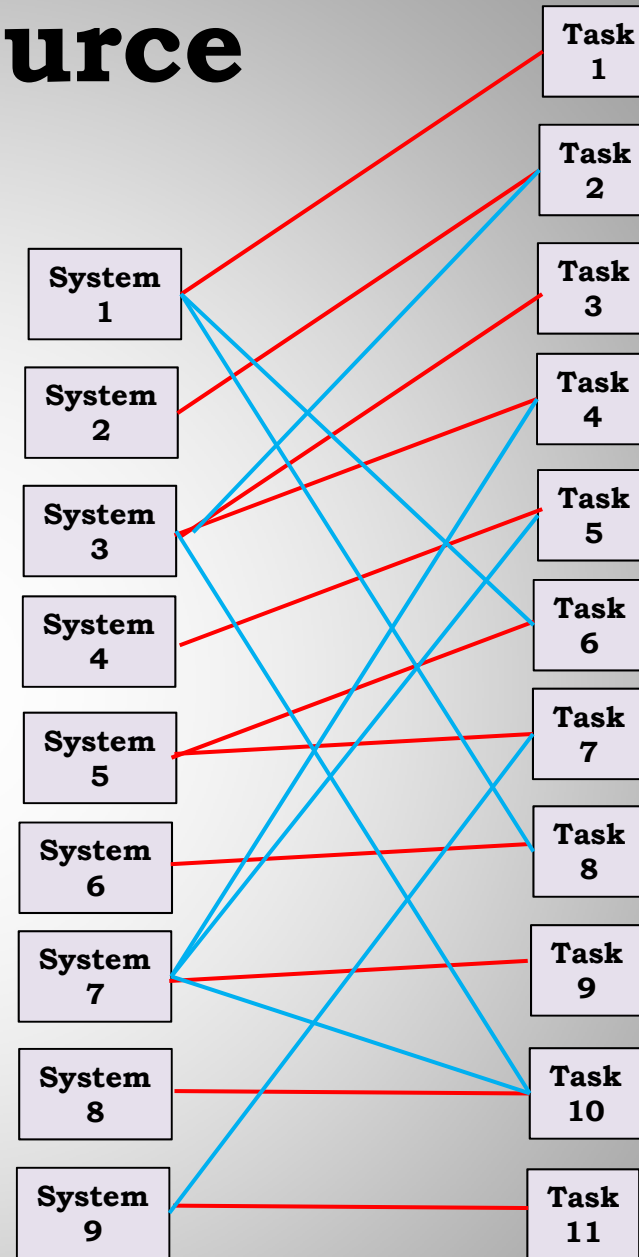 urce
System
1
System
2
System
3
System
4
System
5
System
6
System
7
System
8
System
9
Task
1
Task
2
Task
3
Task
4
Task
5
Task
6
Task
7
Task
8
Task
9
Task
10
Task
11